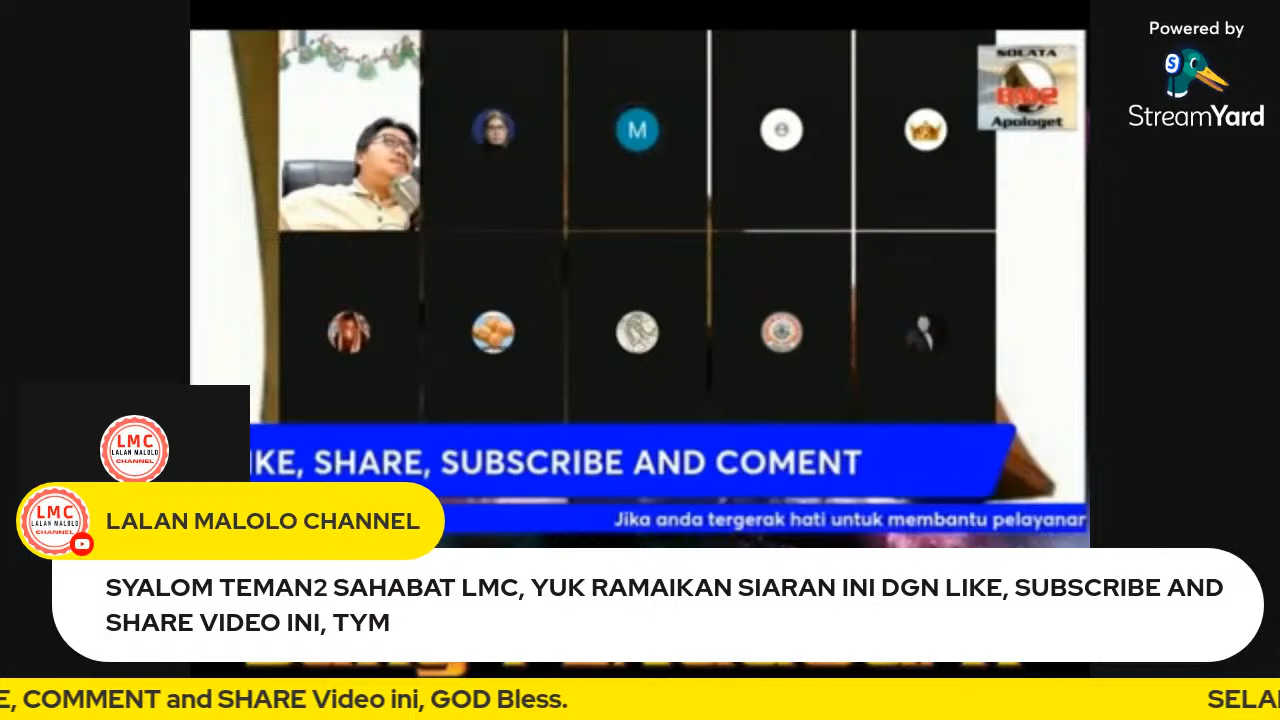 Powered by
StreamYard
SOLATA
Apologet
M
LMC
LALAN MALOLO
CHANNEL
IKE, SHARE, SUBSCRIBE AND COMENT
Jika anda tergerak hati untuk membantu pelayanan
LMC
LALAN MALOLO
CHANNEL
LALAN MALOLO CHANNEL
SYALOM TEMAN2 SAHABAT LMC, YUK RAMAIKAN SIARAN INI DGN LIKE, SUBSCRIBE AND
SHARE VIDEO INI, TYM
E, COMMENT and SHARE Video ini, GOD Bless.
SELA